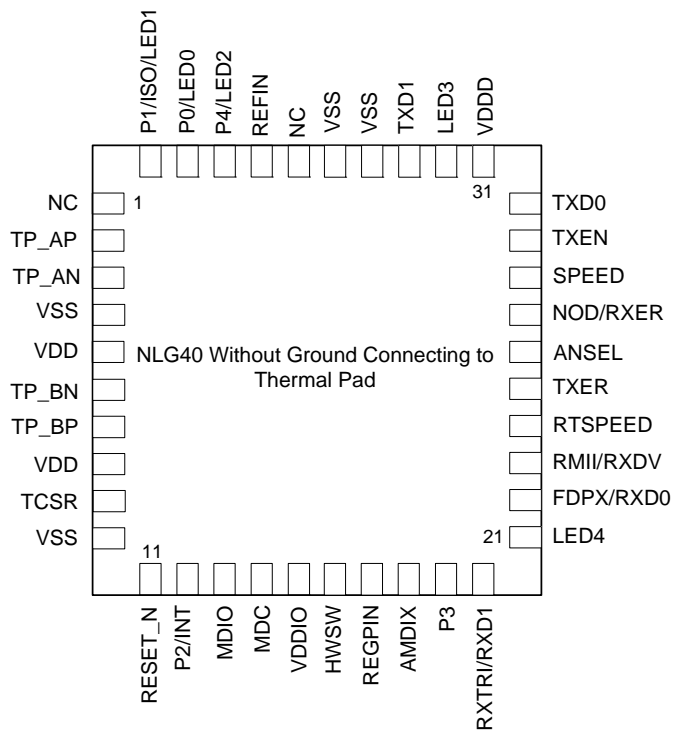 P1/ISO/LED1
P0/LED0
P4/LED2
REFIN
NC
VSS
VSS
TXD1
LED3
VDDD
31
NC
1
TXD0
TP_AP
TXEN
TP_AN
SPEED
VSS
NOD/RXER
VDD
NLG40 Without Ground Connecting to
Thermal Pad
ANSEL
TP_BN
TXER
TP_BP
RTSPEED
VDD
RMII/RXDV
TCSR
FDPX/RXD0
VSS
21
LED4
11
RESET_N
P2/INT
MDIO
MDC
VDDIO
HWSW
REGPIN
AMDIX
P3
RXTRI/RXD1